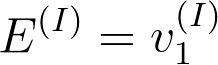 $E^{(I)} = v_1^{(I)}$